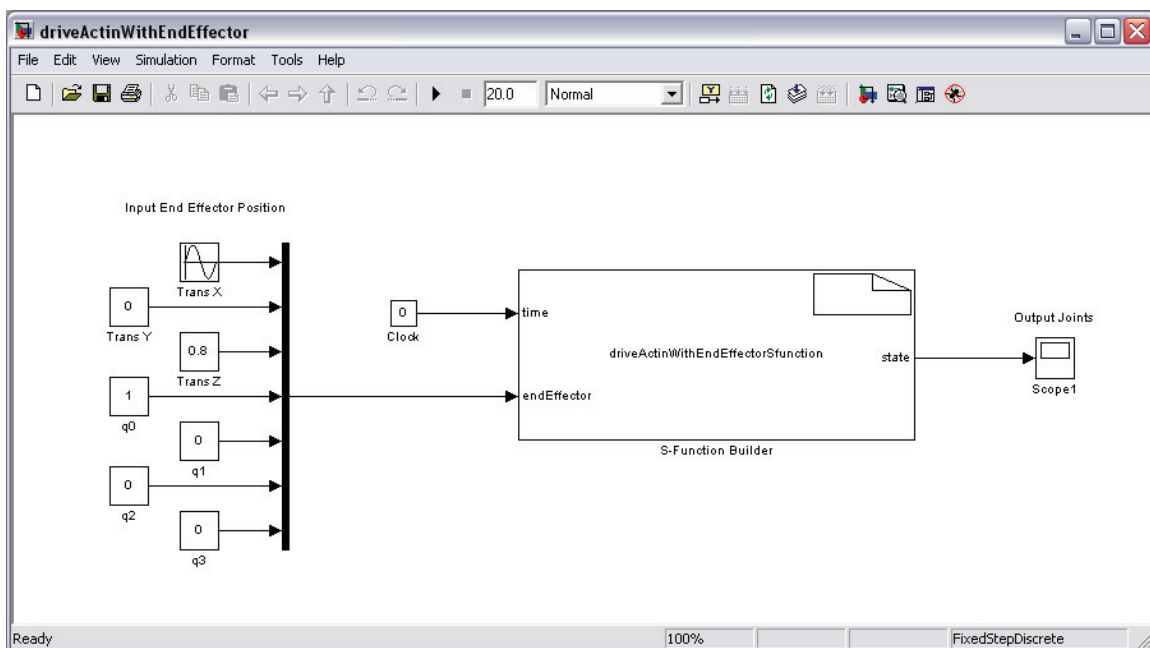 driveActinWithEndEffector
File Edit View Simulation Format Tools Help
20.0 Normal
Input End Effector Position
Trans X
0
Trans Y
0.8
Trans Z
1
q0
0
q1
0
q2
0
q3
0
Clock
time
endEffector
driveActinWithEndEffectorSfunction
state
S-Function Builder
Output Joints
Scope1
Ready 100% FixedStepDiscrete